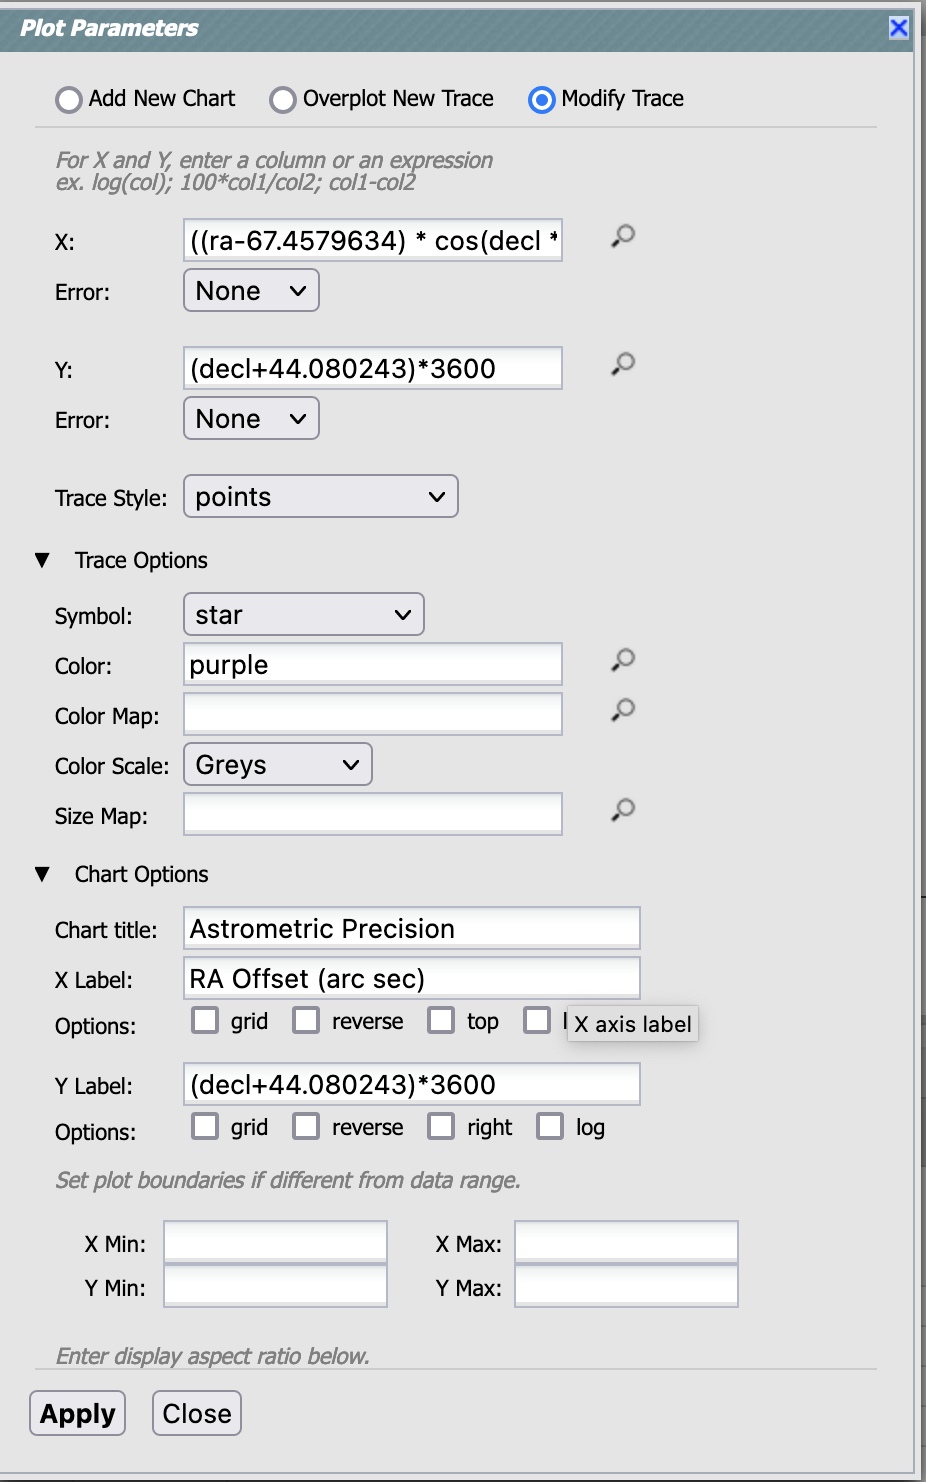 Plot Parameters
Add New Chart Overplot New Trace Modify Trace
For X and Y, enter a column or an expression
ex. log(col); 100*col1/col2; col1-col2
X: ((ra-67.4579634) * cos(decl *
Error: None
Y: (decl+44.080243)*3600
Error: None
Trace Style: points
Trace Options
Symbol: star
Color: purple
Color Map:
Color Scale: Greys
Size Map:
Chart Options
Chart title: Astrometric Precision
X Label: RA Offset (arc sec)
Options: grid reverse top X axis label
Y Label: (decl+44.080243)*3600
Options: grid reverse right log
Set plot boundaries if different from data range.
X Min: X Max:
Y Min: Y Max:
Enter display aspect ratio below.
Apply Close